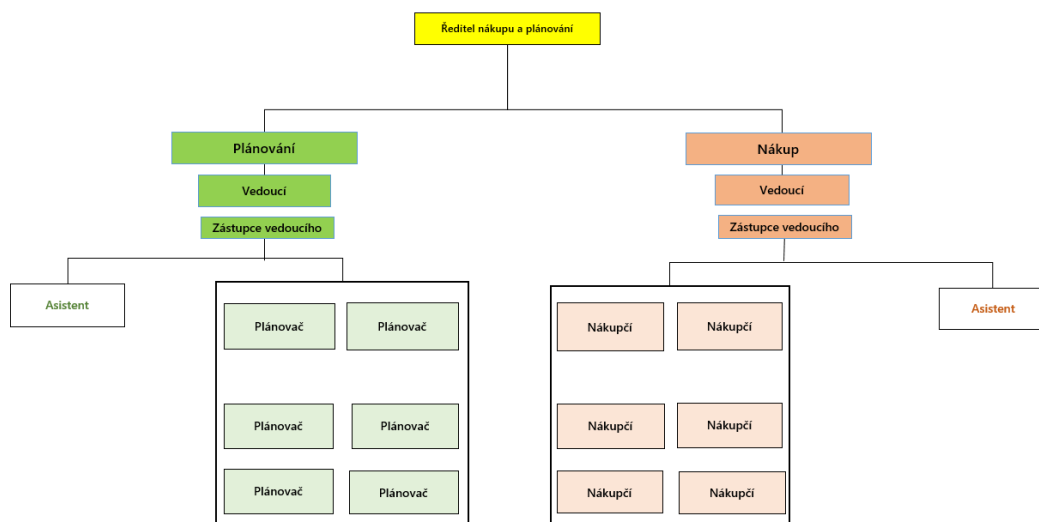 Ředitel nákupu a plánování
Plánování
Nákup
Vedoucí
Vedoucí
Zástupce vedoucího
Zástupce vedoucího
Asistent
Asistent
Plánovač
Plánovač
Nákupčí
Nákupčí
Plánovač
Plánovač
Nákupčí
Nákupčí
Plánovač
Plánovač
Nákupčí
Nákupčí